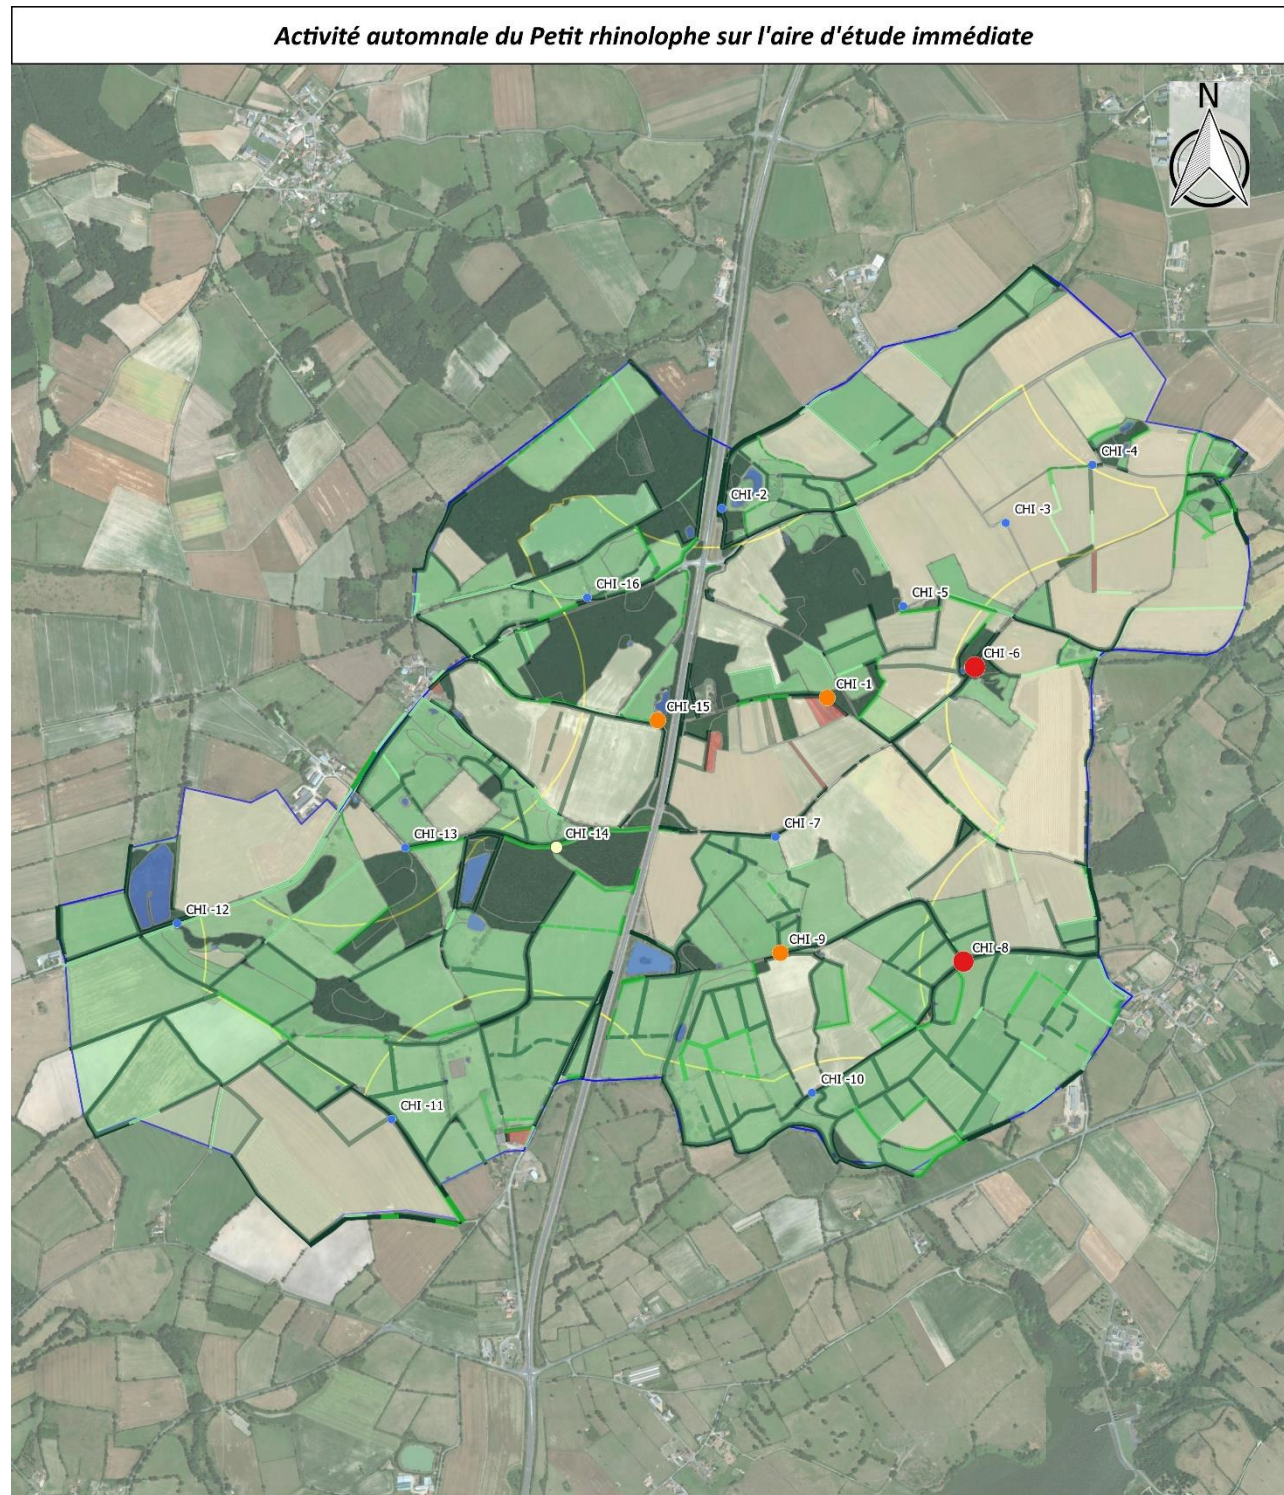 Activité automnale du Petit rhinolophe sur l'aire d'étude immédiate
N
CHI -4
CHI -2
CHI -3
CHI -16
CHI -5
CHI -6
CHI -1
CHI -15
CHI -7
CHI -13
CHI -14
CHI -12
CHI -9
CHI -8
CHI -10
CHI -11